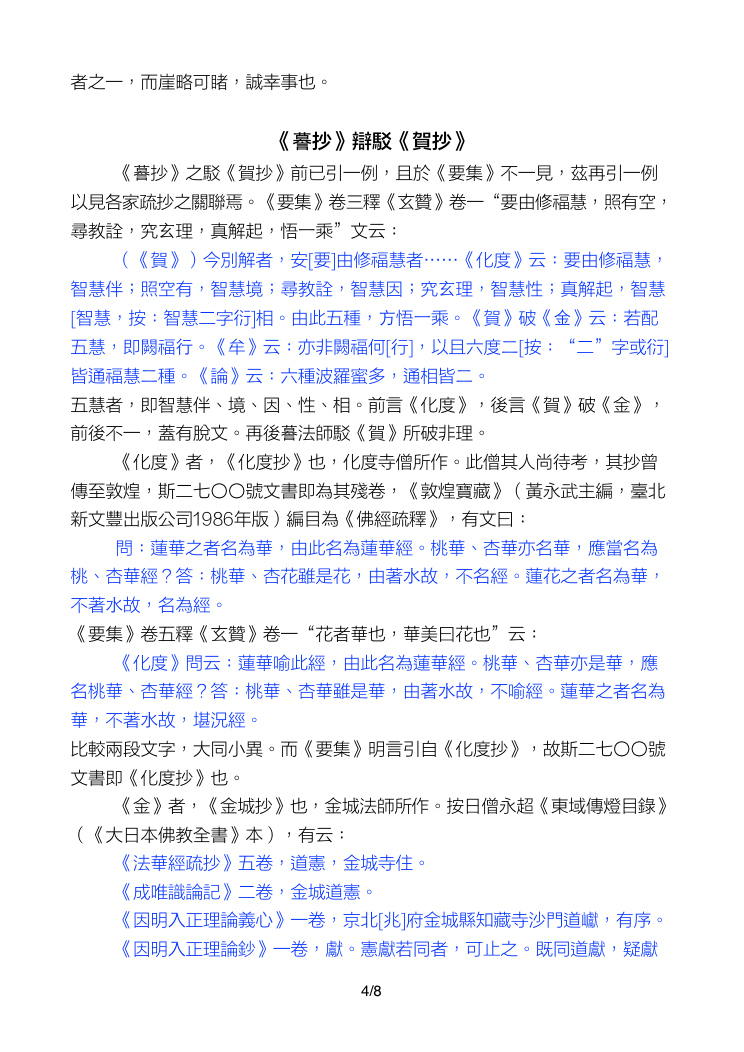 者之一，而崖略可睹，誠幸事也。
《暮抄》辯駁《賀抄》
《暮抄》之駁《賀抄》前已引一例，且於《要集》不一見，茲再引一例
以見各家疏抄之關聯焉。《要集》卷三釋《玄贊》卷一“要由修福慧，照有空，
尋教詮，究玄理，真解起，悟一乘”文云：
（《賀》）今別解者，安[要]由修福慧者⋯⋯《化度》云：要由修福慧，
智慧伴；照空有，智慧境；尋教詮，智慧因；究玄理，智慧性；真解起，智慧
[智慧，按：智慧二字衍]相。由此五種，方悟一乘。《賀》破《金》云：若配
五慧，即闕福行。《牟》云：亦非闕福何[行]，以且六度二[按：“二”字或衍]
皆通福慧二種。《論》云：六種波羅蜜多，通相皆二。
五慧者，即智慧伴、境、因、性、相。前言《化度》，後言《賀》破《金》，
前後不一，蓋有脫文。再後暮法師駁《賀》所破非理。
《化度》者，《化度抄》也，化度寺僧所作。此僧其人尚待考，其抄曾
傳至敦煌，斯二七〇〇號文書即為其殘卷，《敦煌寶藏》（黃永武主編，臺北
新文豐出版公司1986年版）編目為《佛經疏釋》，有文曰：
問：蓮華之者名為華，由此名為蓮華經。桃華、杏華亦名華，應當名為
桃、杏華經？答：桃華、杏花雖是花，由著水故，不名經。蓮花之者名為華，
不著水故，名為經。
《要集》卷五釋《玄贊》卷一“花者華也，華美曰花也”云：
《化度》問云：蓮華喻此經，由此名為蓮華經。桃華、杏華亦是華，應
名桃華、杏華經？答：桃華、杏華雖是華，由著水故，不喻經。蓮華之者名為
華，不著水故，堪況經。
比較兩段文字，大同小異。而《要集》明言引自《化度抄》，故斯二七〇〇號
文書即《化度抄》也。
《金》者，《金城抄》也，金城法師所作。按日僧永超《東域傳燈目錄》
（《大日本佛教全書》本），有云：
《法華經疏抄》五卷，道憲，金城寺住。
《成唯識論記》二卷，金城道憲。
《因明入正理論義心》一卷，京北[兆]府金城縣知藏寺沙門道巘，有序。
《因明入正理論鈔》一卷，獻。憲獻若同者，可止之。既同道獻，疑獻
4/8